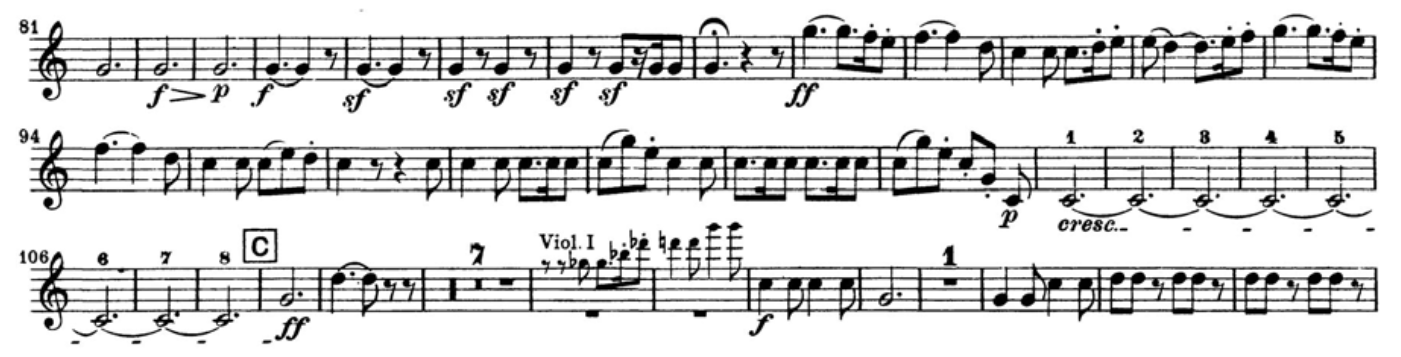 81
f p f sf sf sf sf sf ff
94
1 2 3 4 5
p cresc.
106 6 7 8 C 7 Viol. I 1
ff f